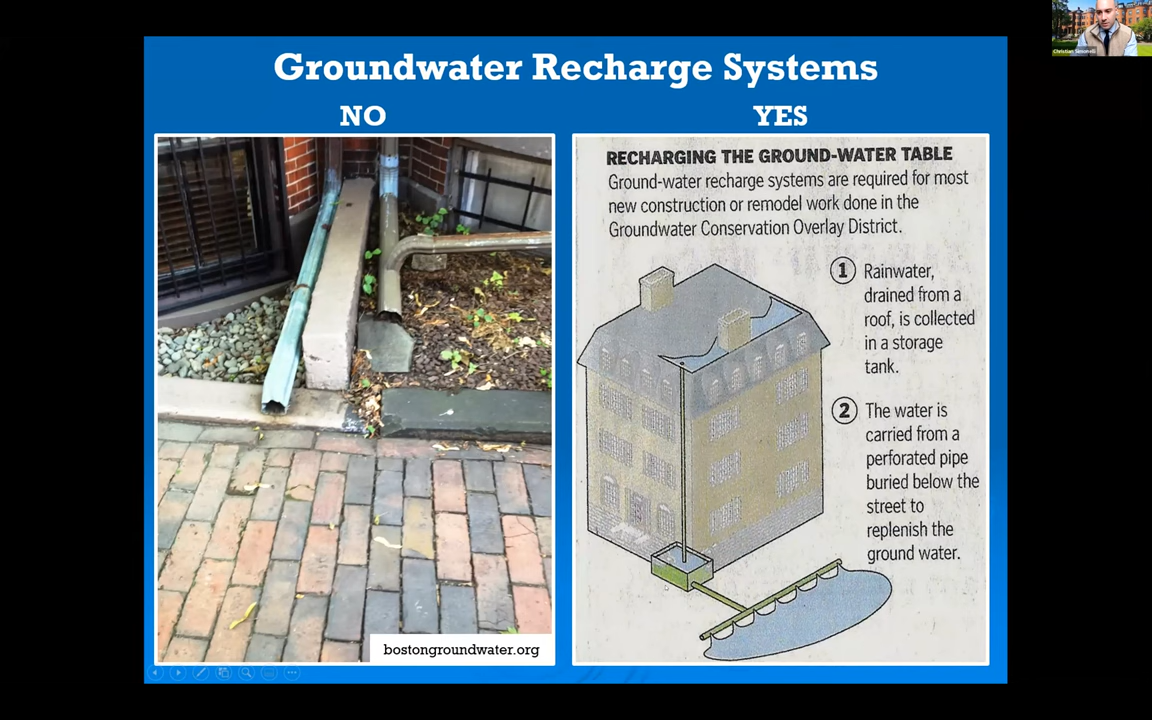 Groundwater Recharge Systems
NO
YES
bostongroundwater.org
RECHARGING THE GROUND-WATER TABLE
Ground-water recharge systems are required for most
new construction or remodel work done in the
Groundwater Conservation Overlay District.
1 Rainwater,
drained from a
roof, is collected
in a storage
tank.
2 The water is
carried from a
perforated pipe
buried below the
street to
replenish the
ground water.
Christian Simonelli